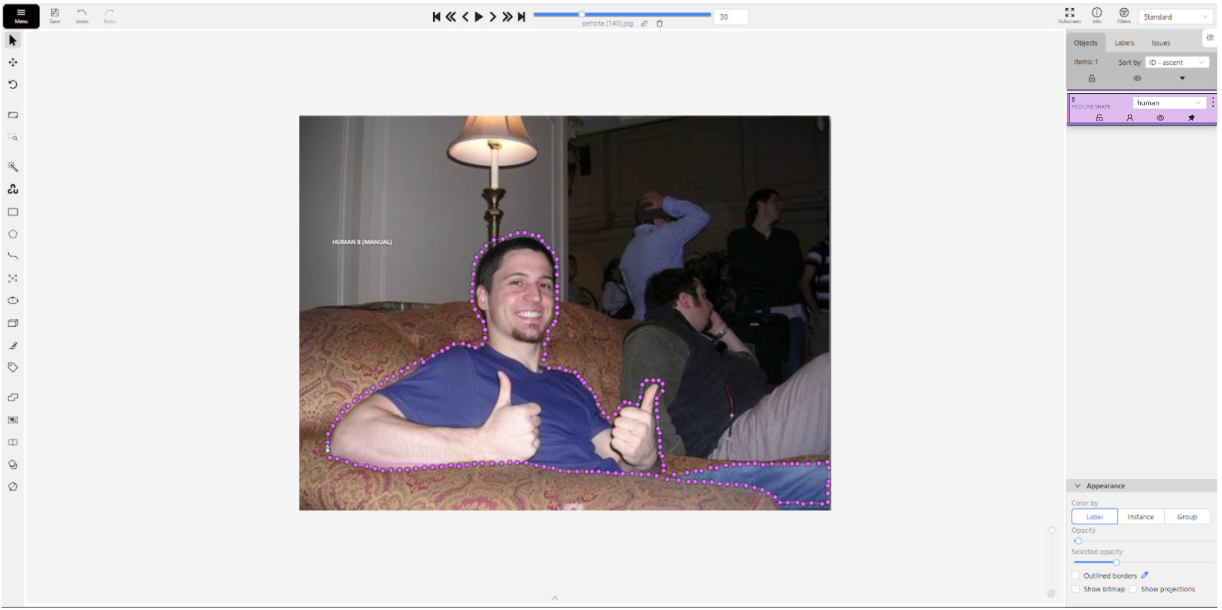 Menu
Save
Undo
Redo
30
pehota (140).jpg
Fullscreen
Info
Filters
Standard
Objects
Labels
Issues
Items: 1
Sort by
ID - ascent
8
POLYLINE SHAPE
human
HUMAN 8 (MANUAL)
Appearance
Color by
Label
Instance
Group
Opacity
Selected opacity
Outlined borders
Show bitmap
Show projections